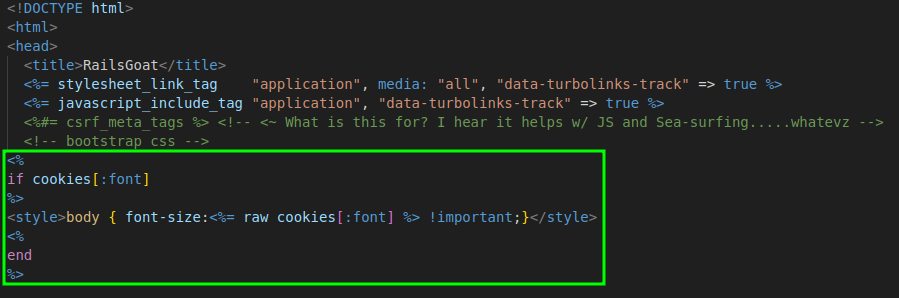 <!DOCTYPE html>
<html>
<head>
  <title>RailsGoat</title>
  <%= stylesheet_link_tag    "application", media: "all", "data-turbolinks-track" => true %>
  <%= javascript_include_tag "application", "data-turbolinks-track" => true %>
  <%#= csrf_meta_tags %> <!-- <~ What is this for? I hear it helps w/ JS and Sea-surfing.....whatevz -->
  <!-- bootstrap css -->
<%
if cookies[:font]
%>
<style>body { font-size:<%= raw cookies[:font] %> !important;}</style>
<%
end
%>